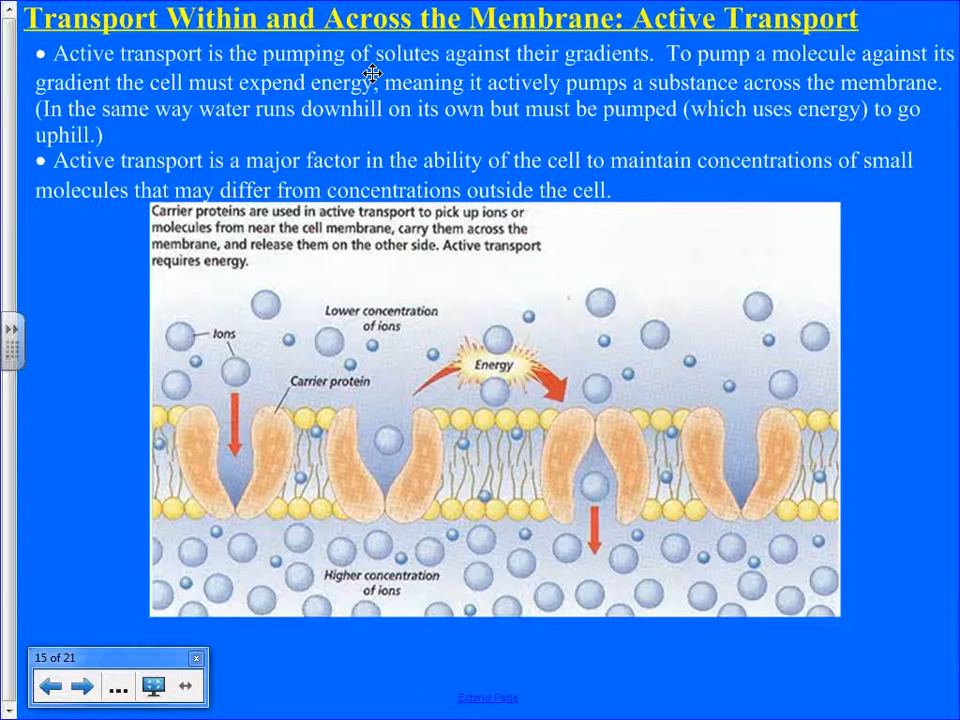 Transport Within and Across the Membrane: Active Transport
• Active transport is the pumping of solutes against their gradients.  To pump a molecule against its
gradient the cell must expend energy, meaning it actively pumps a substance across the membrane.
(In the same way water runs downhill on its own but must be pumped (which uses energy) to go
uphill.)
• Active transport is a major factor in the ability of the cell to maintain concentrations of small
molecules that may differ from concentrations outside the cell.
Carrier proteins are used in active transport to pick up ions or
molecules from near the cell membrane, carry them across the
membrane, and release them on the other side. Active transport
requires energy.
Lower concentration
of ions
Ions
Energy
Carrier protein
Higher concentration
of ions
15 of 21
Extend Page